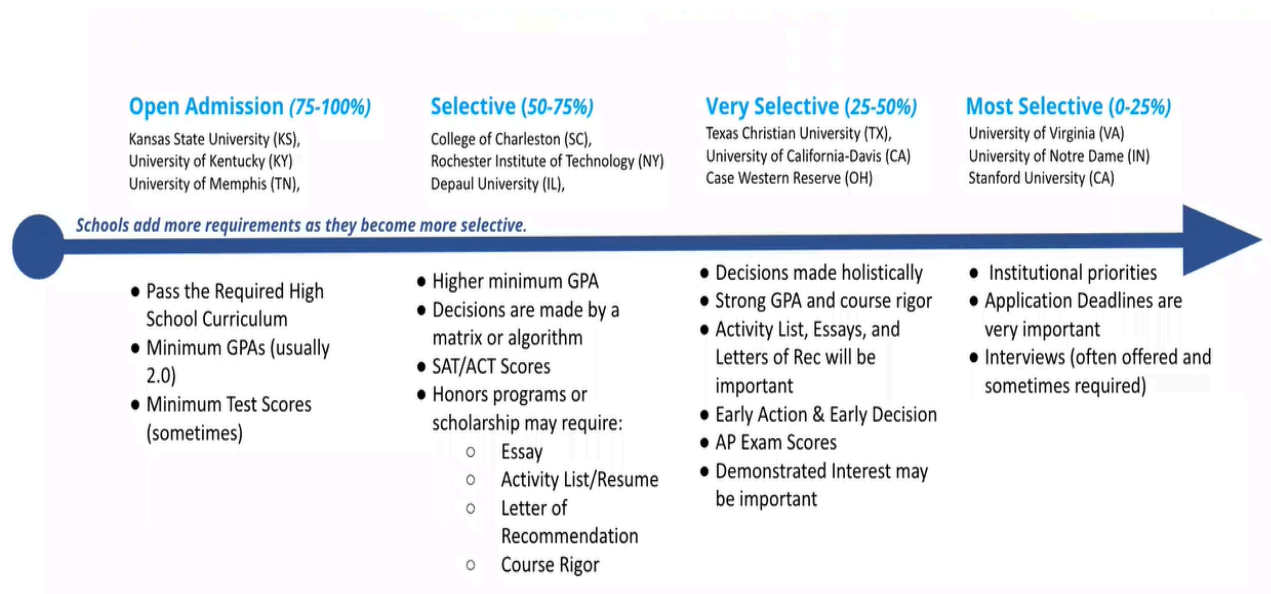 Open Admission (75-100%)
Kansas State University (KS),
University of Kentucky (KY)
University of Memphis (TN),
Selective (50-75%)
College of Charleston (SC),
Rochester Institute of Technology (NY)
Depaul University (IL),
Very Selective (25-50%)
Texas Christian University (TX),
University of California-Davis (CA)
Case Western Reserve (OH)
Most Selective (0-25%)
University of Virginia (VA)
University of Notre Dame (IN)
Stanford University (CA)
Schools add more requirements as they become more selective.
● Pass the Required High
School Curriculum
● Minimum GPAs (usually
2.0)
● Minimum Test Scores
(sometimes)
● Higher minimum GPA
● Decisions are made by a
matrix or algorithm
● SAT/ACT Scores
● Honors programs or
scholarship may require:
○ Essay
○ Activity List/Resume
○ Letter of
Recommendation
○ Course Rigor
● Decisions made holistically
● Strong GPA and course rigor
● Activity List, Essays, and
Letters of Rec will be
important
● Early Action & Early Decision
● AP Exam Scores
● Demonstrated Interest may
be important
● Institutional priorities
● Application Deadlines are
very important
● Interviews (often offered and
sometimes required)